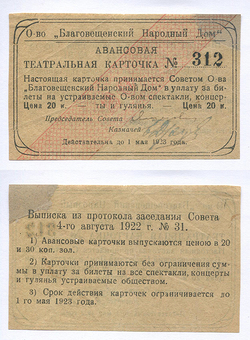 О-во „Благовещенский Народный Дом"
АВАНСОВАЯ
ТЕАТРАЛЬНАЯ КАРТОЧКА № 312
Настоящая карточка принимается Советом О-ва
„Благовещенский Народный Дом" в уплату за би-
леты на устраиваемые О-вом спектакли, концер-
Цена 20 к. — ты и гулянья. — Цена 20 к.
Председатель Совета
Казначей
Действительна до 1 мая 1923 года.
Выписка из протокола заседания Совета
4-го августа 1922 г. № 31.
1) Авансовые карточки выпускаются ценою в 20
и 30 коп. зол.
2) Карточки принимаются без ограничения сум-
мы в уплату за билеты на все спектакли, концерты
и гулянья устраиваемые обществом.
3) Срок действия карточек ограничивается до
1-го мая 1923 года.